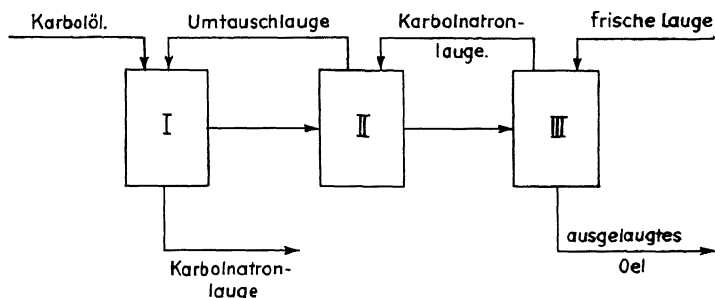 Karbolöl.
Umtauschlauge
Karbolnatron-
lauge.
frische Lauge
I
II
III
Karbolnatron-
lauge
ausgelaugtes
Oel